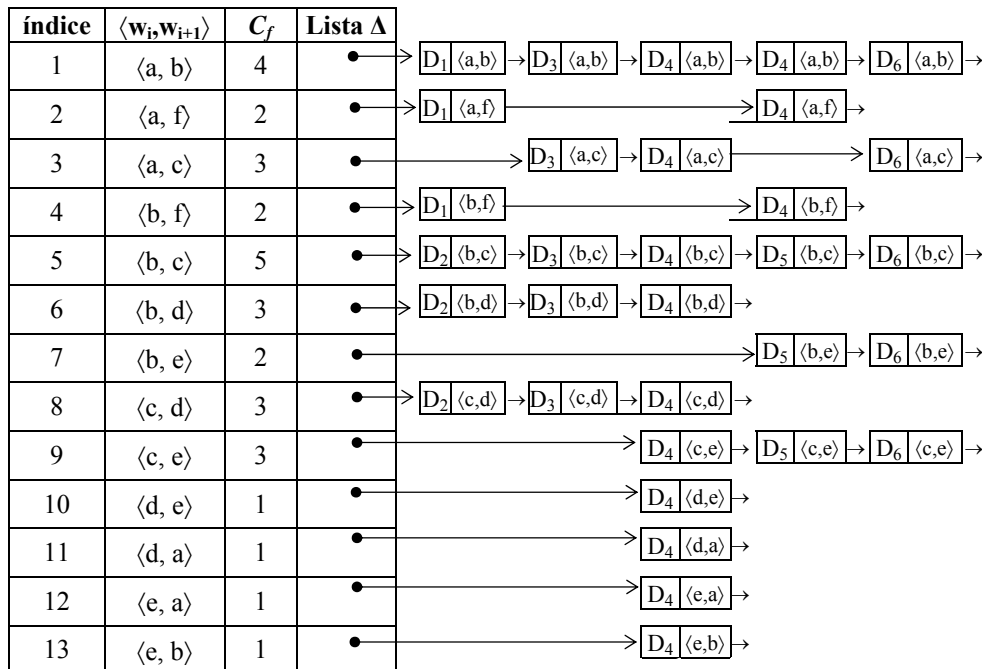 índice ⟨wᵢ,wᵢ₊₁⟩ C_f Lista Δ
1 ⟨a, b⟩ 4 D₁ ⟨a,b⟩ → D₃ ⟨a,b⟩ → D₄ ⟨a,b⟩ → D₄ ⟨a,b⟩ → D₆ ⟨a,b⟩ →
2 ⟨a, f⟩ 2 D₁ ⟨a,f⟩ → D₄ ⟨a,f⟩ →
3 ⟨a, c⟩ 3 D₃ ⟨a,c⟩ → D₄ ⟨a,c⟩ → D₆ ⟨a,c⟩ →
4 ⟨b, f⟩ 2 D₁ ⟨b,f⟩ → D₄ ⟨b,f⟩ →
5 ⟨b, c⟩ 5 D₂ ⟨b,c⟩ → D₃ ⟨b,c⟩ → D₄ ⟨b,c⟩ → D₅ ⟨b,c⟩ → D₆ ⟨b,c⟩ →
6 ⟨b, d⟩ 3 D₂ ⟨b,d⟩ → D₃ ⟨b,d⟩ → D₄ ⟨b,d⟩ →
7 ⟨b, e⟩ 2 D₅ ⟨b,e⟩ → D₆ ⟨b,e⟩ →
8 ⟨c, d⟩ 3 D₂ ⟨c,d⟩ → D₃ ⟨c,d⟩ → D₄ ⟨c,d⟩ →
9 ⟨c, e⟩ 3 D₄ ⟨c,e⟩ → D₅ ⟨c,e⟩ → D₆ ⟨c,e⟩ →
10 ⟨d, e⟩ 1 D₄ ⟨d,e⟩ →
11 ⟨d, a⟩ 1 D₄ ⟨d,a⟩ →
12 ⟨e, a⟩ 1 D₄ ⟨e,a⟩ →
13 ⟨e, b⟩ 1 D₄ ⟨e,b⟩ →